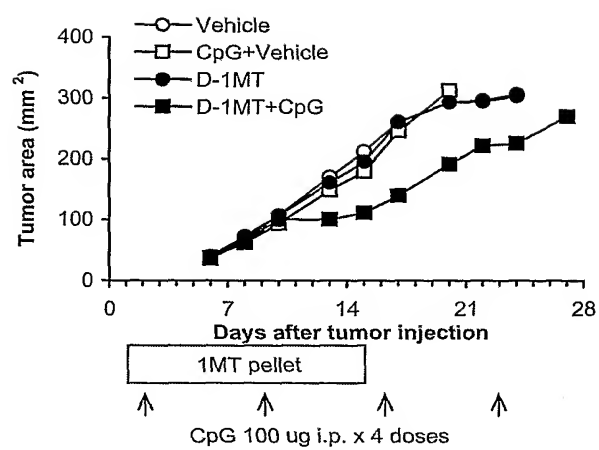 Vehicle
CpG+Vehicle
D-1MT
D-1MT+CpG
Tumor area (mm²)
400
300
200
100
0
0 7 14 21 28
Days after tumor injection
1MT pellet
CpG 100 ug i.p. x 4 doses